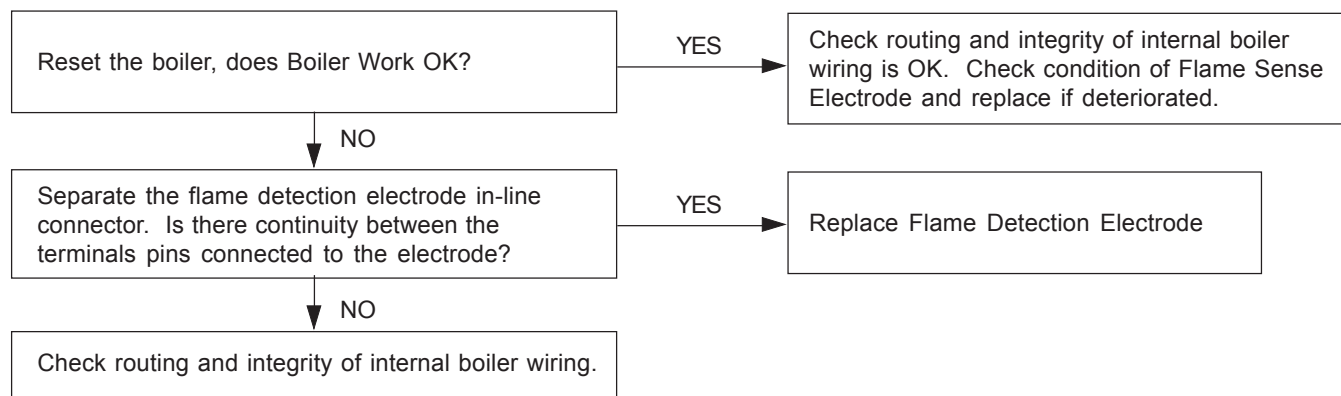 Reset the boiler, does Boiler Work OK?
YES
Check routing and integrity of internal boiler
wiring is OK.  Check condition of Flame Sense
Electrode and replace if deteriorated.
NO
Separate the flame detection electrode in-line
connector.  Is there continuity between the
terminals pins connected to the electrode?
YES
Replace Flame Detection Electrode
NO
Check routing and integrity of internal boiler wiring.